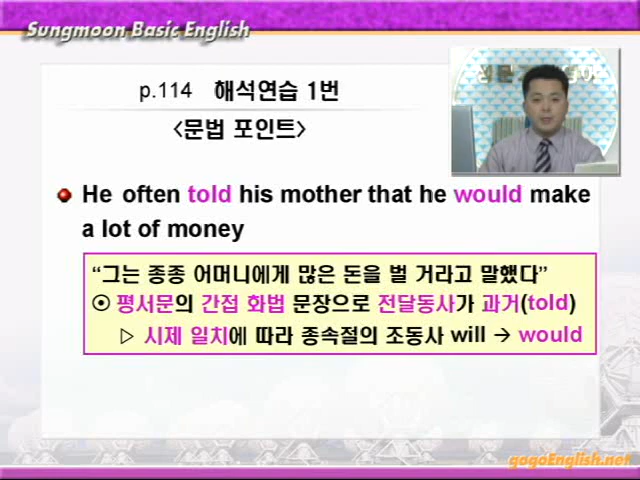 Sungmoon Basic English
p.114 해석연습 1번
<문법 포인트>
He often told his mother that he would make
a lot of money
“그는 종종 어머니에게 많은 돈을 벌 거라고 말했다”
⊙ 평서문의 간접 화법 문장으로 전달동사가 과거(told)
▷ 시제 일치에 따라 종속절의 조동사 will → would
gogoEnglish.net